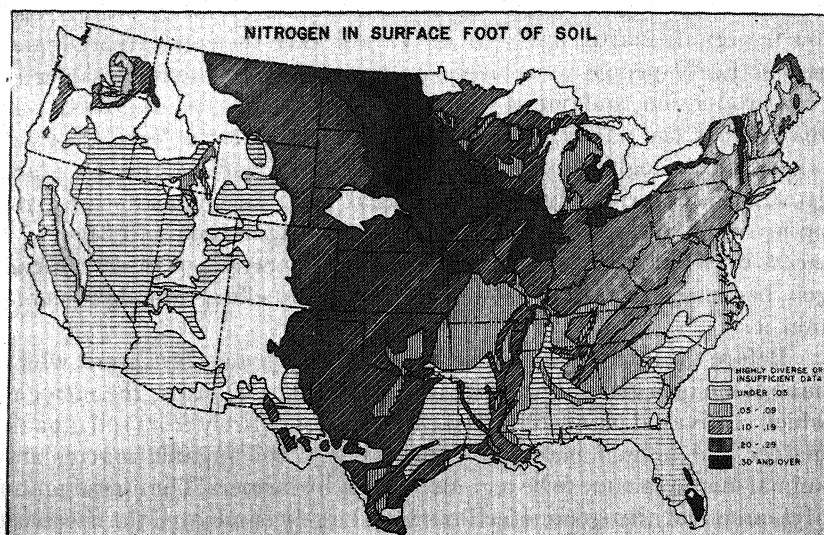 NITROGEN IN SURFACE FOOT OF SOIL
HIGHLY DIVERSE OR
INSUFFICIENT DATA
UNDER .05
.05 - .09
.10 - .19
.20 - .29
.30 AND OVER